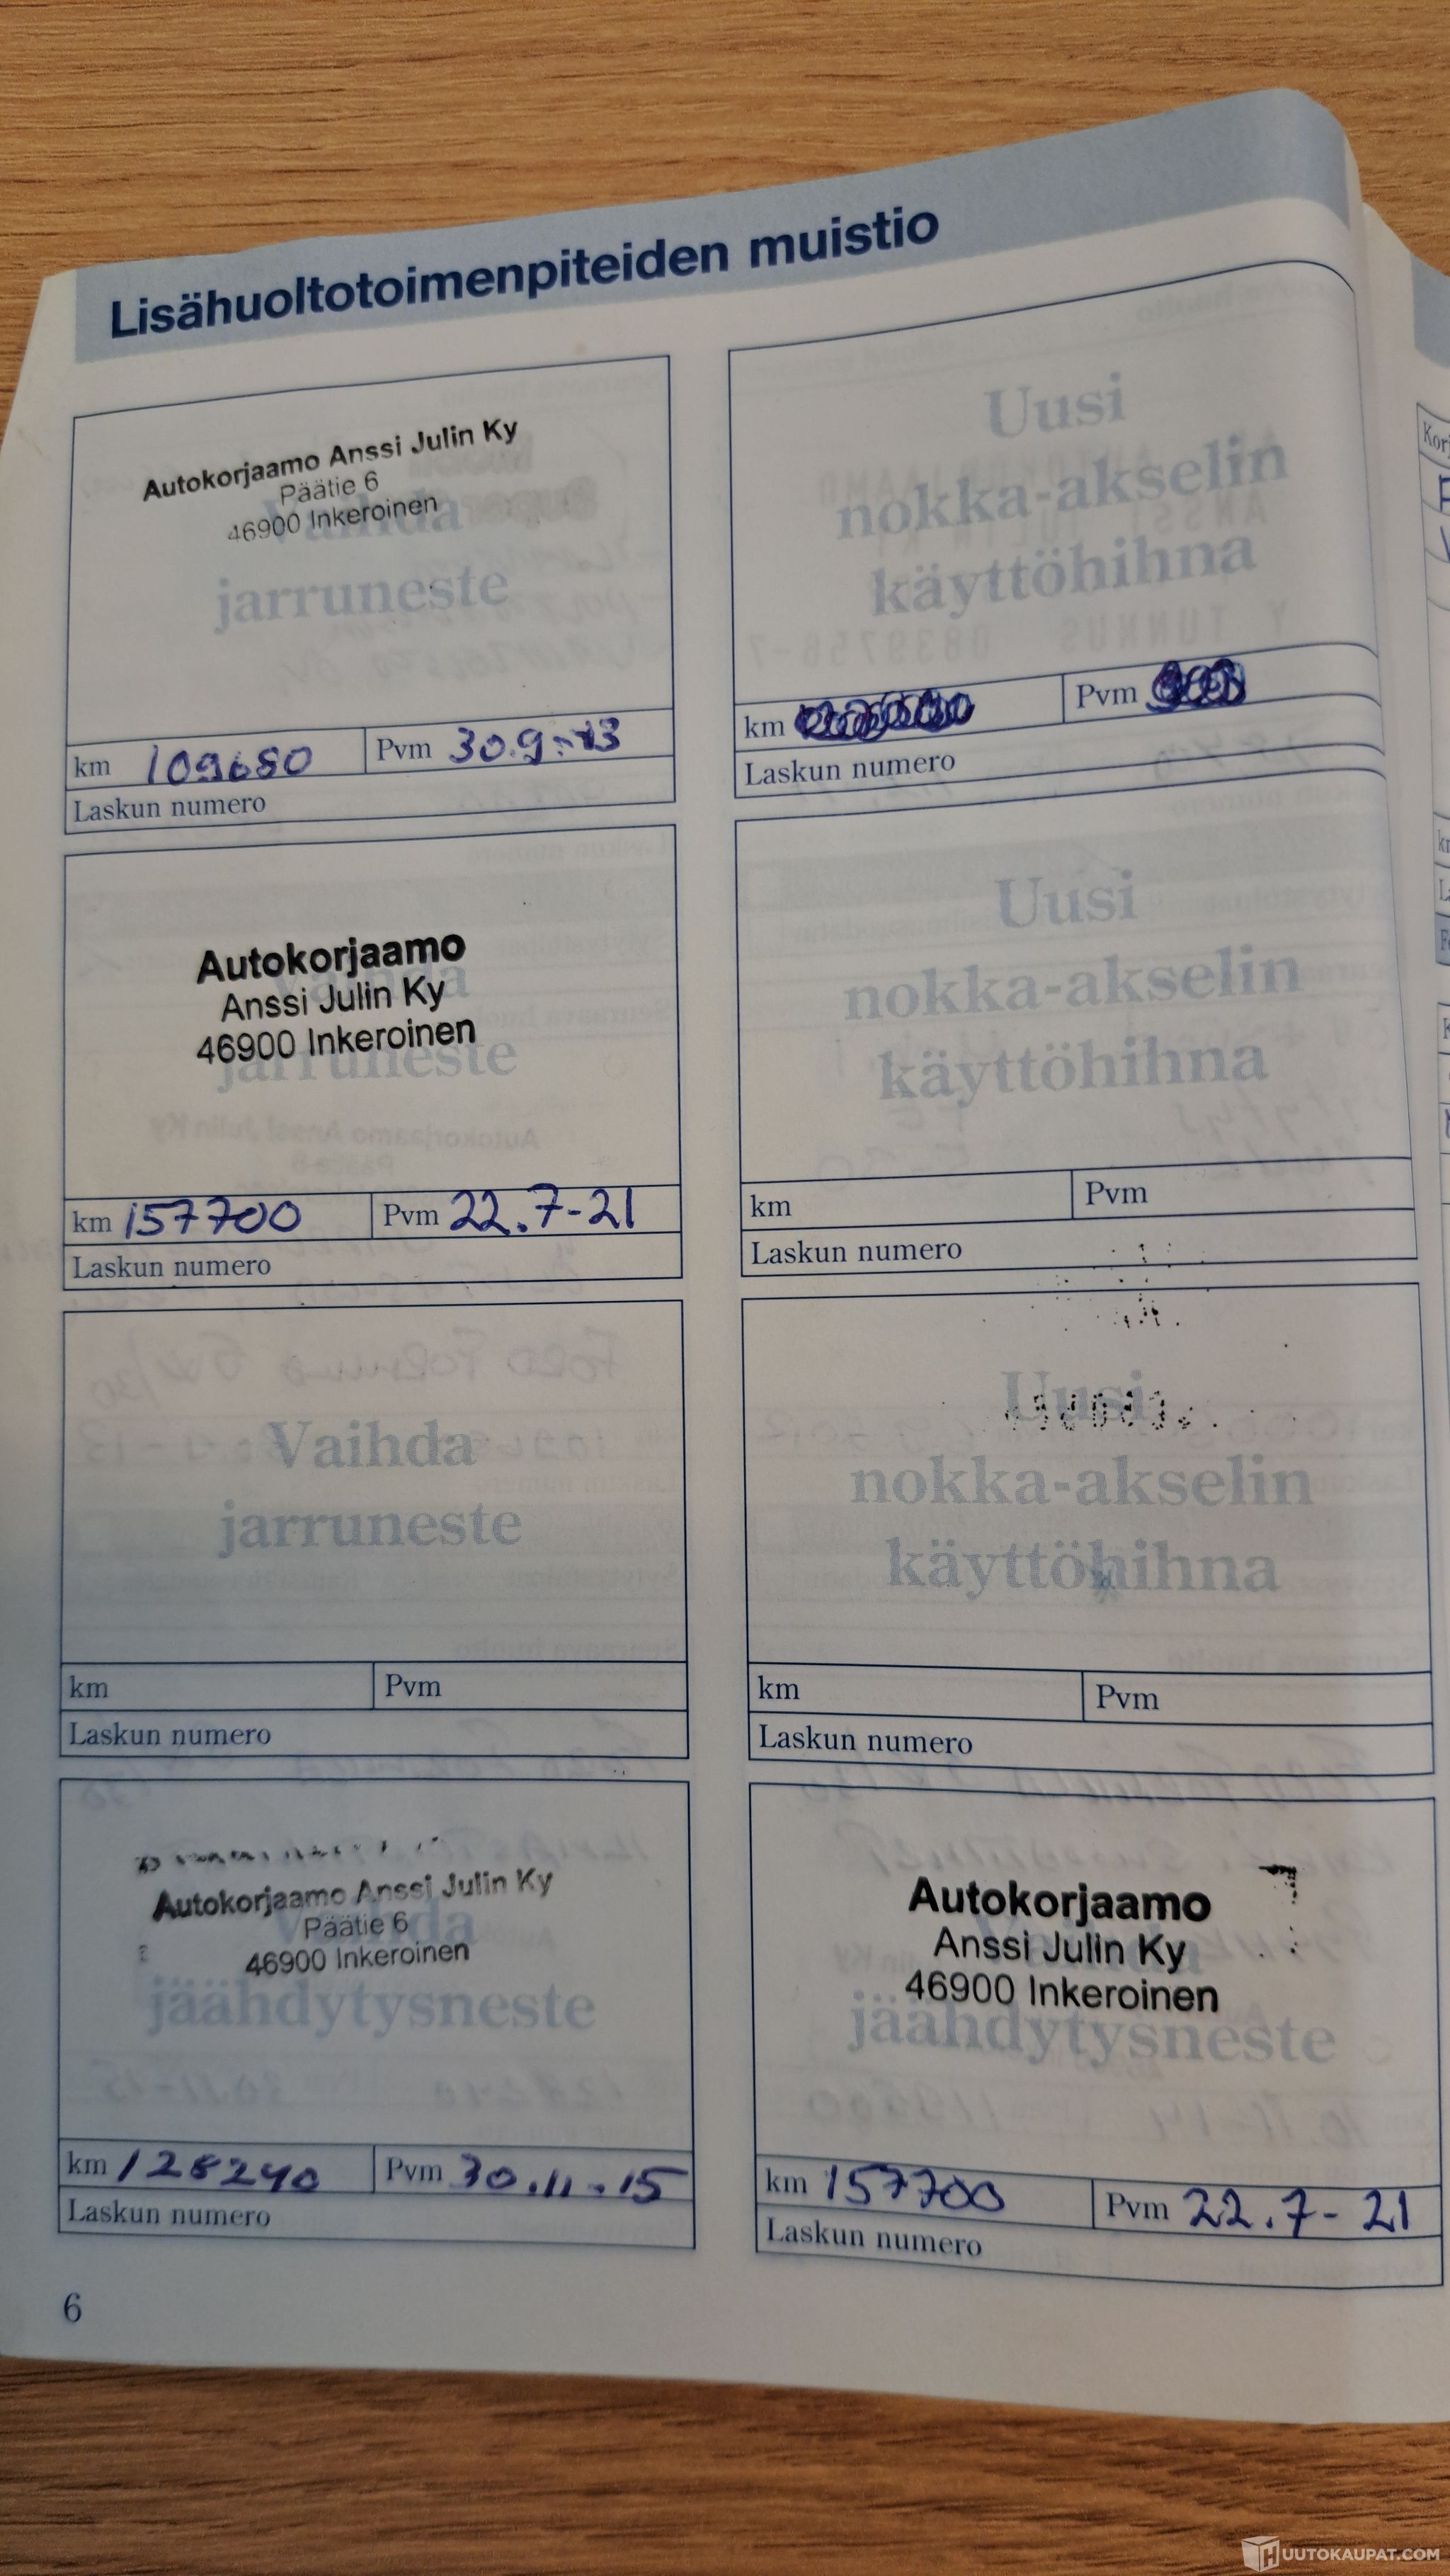 Lisähuoltotoimenpiteiden muistio
Autokorjaamo Anssi Julin Ky
Päätie 6
46900 Inkeroinen
Vaihda
jarruneste
km 109680 Pvm 30.9.-13
Laskun numero
Uusi
nokka-akselin
käyttöhihna
km Pvm
Laskun numero
Autokorjaamo
Anssi Julin Ky
46900 Inkeroinen
Vaihda
jarruneste
km 157700 Pvm 22.7-21
Laskun numero
Uusi
nokka-akselin
käyttöhihna
km Pvm
Laskun numero
Vaihda
jarruneste
km Pvm
Laskun numero
Uusi
nokka-akselin
käyttöhihna
km Pvm
Laskun numero
Autokorjaamo Anssi Julin Ky
Päätie 6
46900 Inkeroinen
Vaihda
jäähdytysneste
km 128240 Pvm 30.11.-15
Laskun numero
Autokorjaamo
Anssi Julin Ky
46900 Inkeroinen
Vaihda
jäähdytysneste
km 157700 Pvm 22.7-21
Laskun numero
6
HUUTOKAUPAT.COM